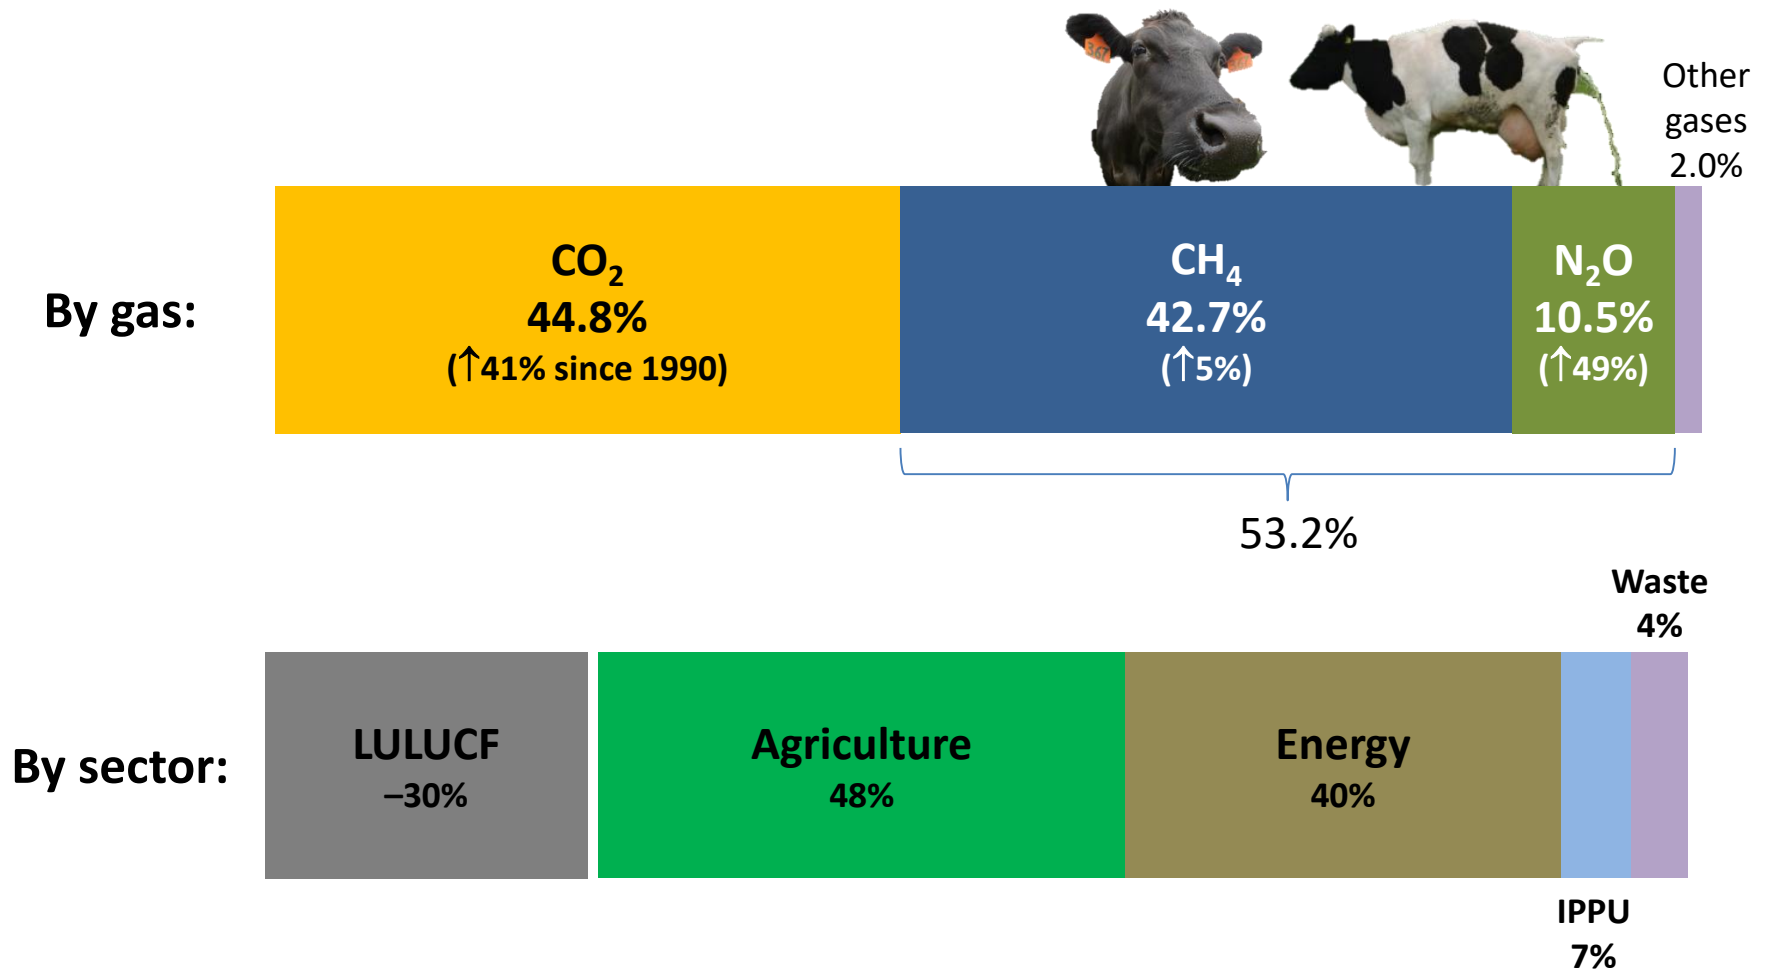 Other
gases
2.0%
By gas:
CO₂
44.8%
(↑41% since 1990)
CH₄
42.7%
(↑5%)
N₂O
10.5%
(↑49%)
53.2%
Waste
4%
By sector:
LULUCF
–30%
Agriculture
48%
Energy
40%
IPPU
7%